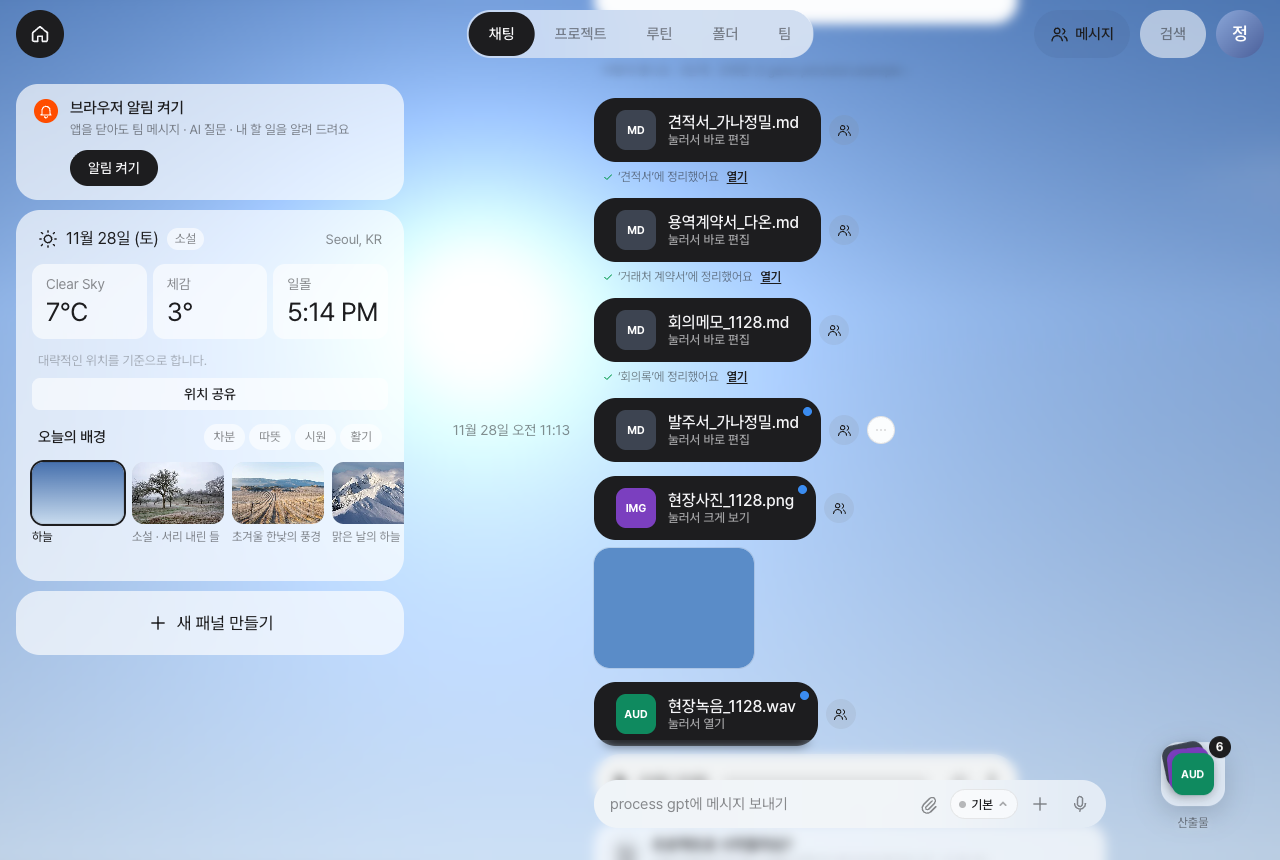 채팅
프로젝트
루틴
폴더
팀
메시지
검색
정
브라우저 알림 켜기
앱을 닫아도 팀 메시지 · AI 질문 · 내 할 일을 알려 드려요
알림 켜기
11월 28일 (토)
소설
Seoul, KR
Clear Sky
7°C
체감
3°
일몰
5:14 PM
대략적인 위치를 기준으로 합니다.
위치 공유
오늘의 배경
차분
따뜻
시원
활기
하늘
소설 · 서리 내린 들
초겨울 한낮의 풍경
맑은 날의 하늘
새 패널 만들기
MD
견적서_가나정밀.md
눌러서 바로 편집
'견적서'에 정리했어요 열기
MD
용역계약서_다온.md
눌러서 바로 편집
'거래처 계약서'에 정리했어요 열기
MD
회의메모_1128.md
눌러서 바로 편집
'회의록'에 정리했어요 열기
11월 28일 오전 11:13
MD
발주서_가나정밀.md
눌러서 바로 편집
IMG
현장사진_1128.png
눌러서 크게 보기
AUD
현장녹음_1128.wav
눌러서 열기
process gpt에 메시지 보내기
기본
6
AUD
산출물